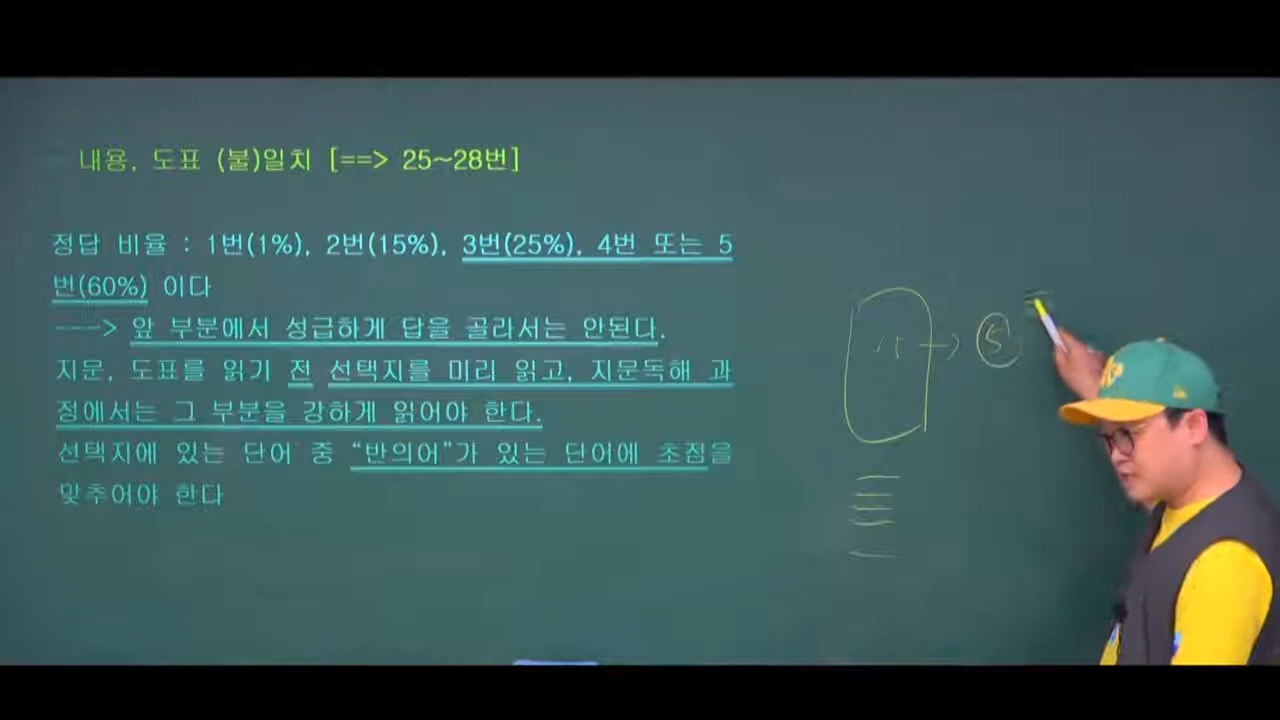 내용, 도표 (불)일치 [==> 25~28번]
정답 비율 : 1번(1%), 2번(15%), 3번(25%), 4번 또는 5
번(60%) 이다
---> 앞 부분에서 성급하게 답을 골라서는 안된다.
지문, 도표를 읽기 전 선택지를 미리 읽고, 지문독해 과
정에서는 그 부분을 강하게 읽어야 한다.
선택지에 있는 단어 중 “반의어”가 있는 단어에 초점을
맞추어야 한다
→ ⑤